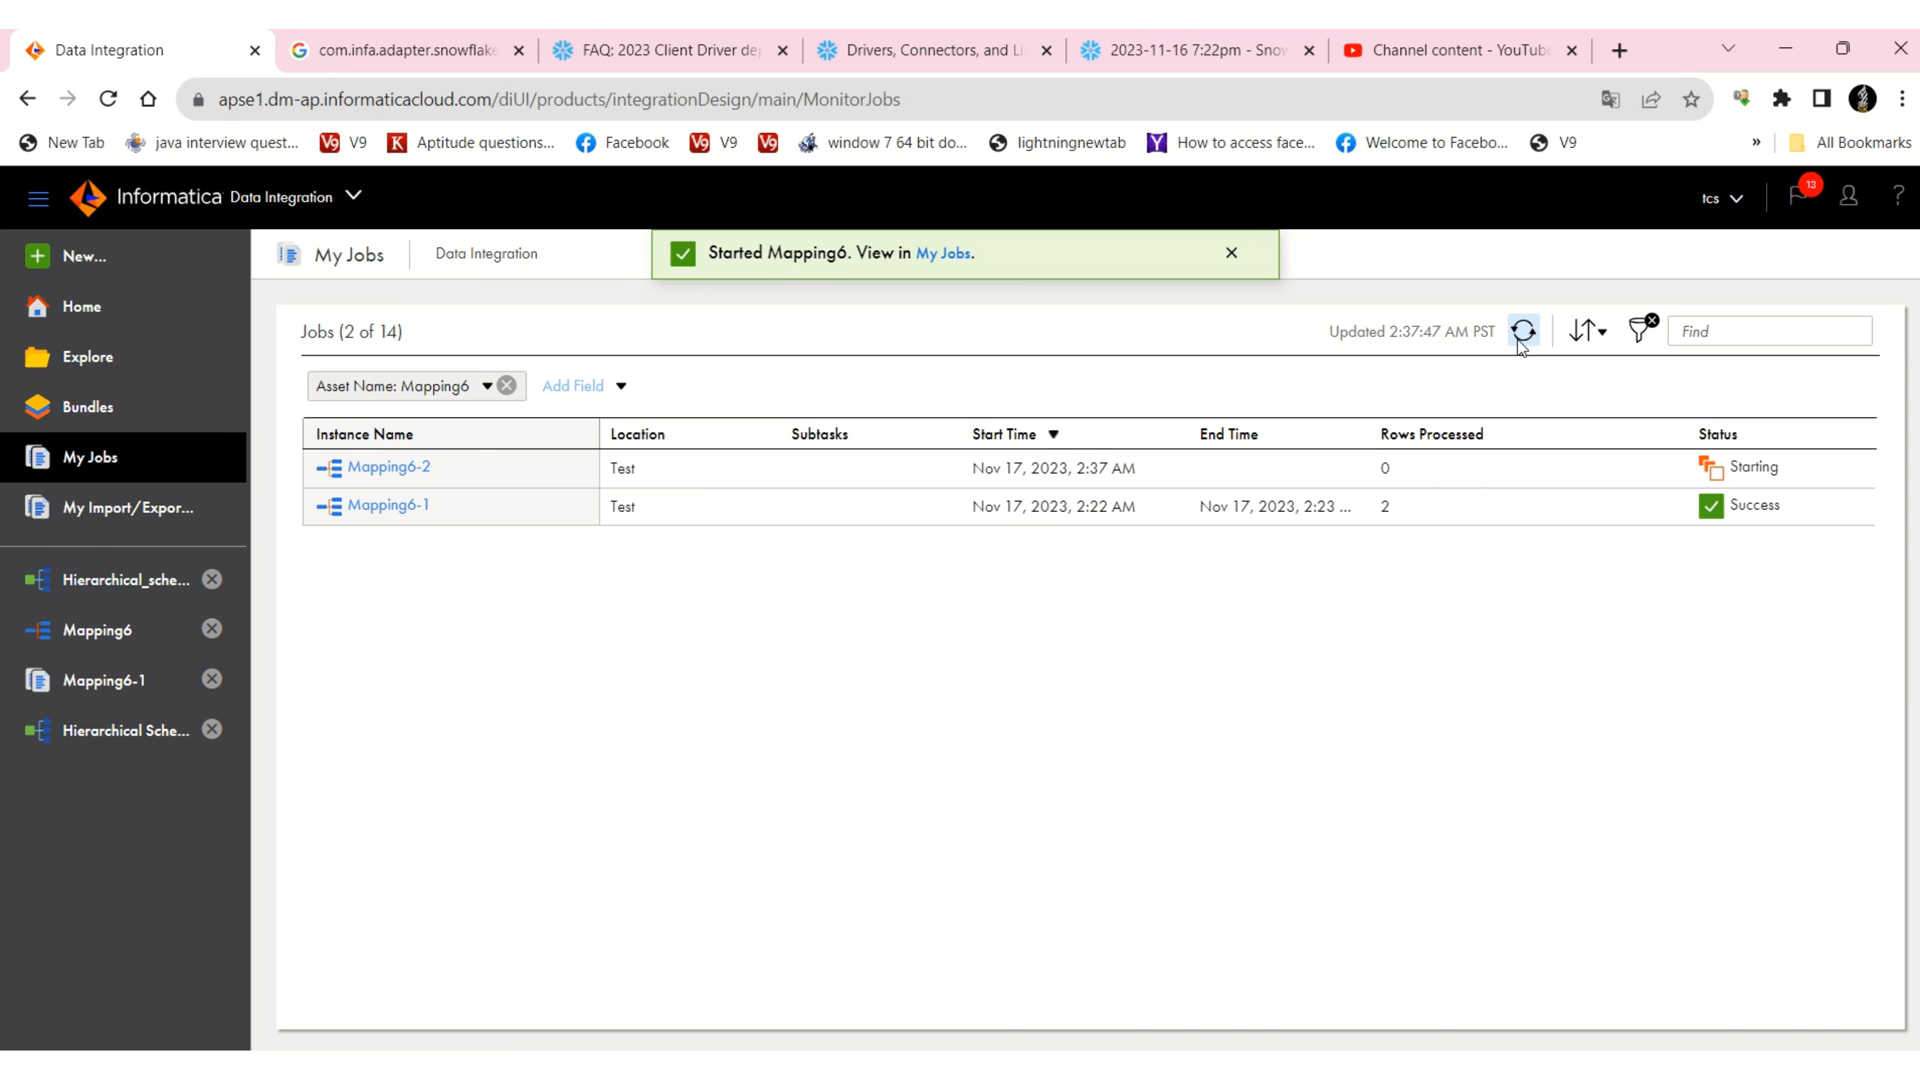 Data Integration
com.infa.adapter.snowflake
FAQ: 2023 Client Driver de
Drivers, Connectors, and Li
2023-11-16 7:22pm - Snow
Channel content - YouTube
apse1.dm-ap.informaticacloud.com/diUI/products/integrationDesign/main/MonitorJobs
New Tab
java interview quest...
V9
Aptitude questions...
Facebook
V9
window 7 64 bit do...
lightningnewtab
How to access face...
Welcome to Facebo...
V9
»
All Bookmarks
Informatica Data Integration
tcs
13
?
New...
Home
Explore
Bundles
My Jobs
My Import/Expor...
Hierarchical_sche...
Mapping6
Mapping6-1
Hierarchical Sche...
My Jobs
Data Integration
Started Mapping6. View in My Jobs.
Jobs (2 of 14)
Updated 2:37:47 AM PST
Find
Asset Name: Mapping6
Add Field
Instance Name Location Subtasks Start Time End Time Rows Processed Status
Mapping6-2 Test Nov 17, 2023, 2:37 AM 0 Starting
Mapping6-1 Test Nov 17, 2023, 2:22 AM Nov 17, 2023, 2:23 ... 2 Success